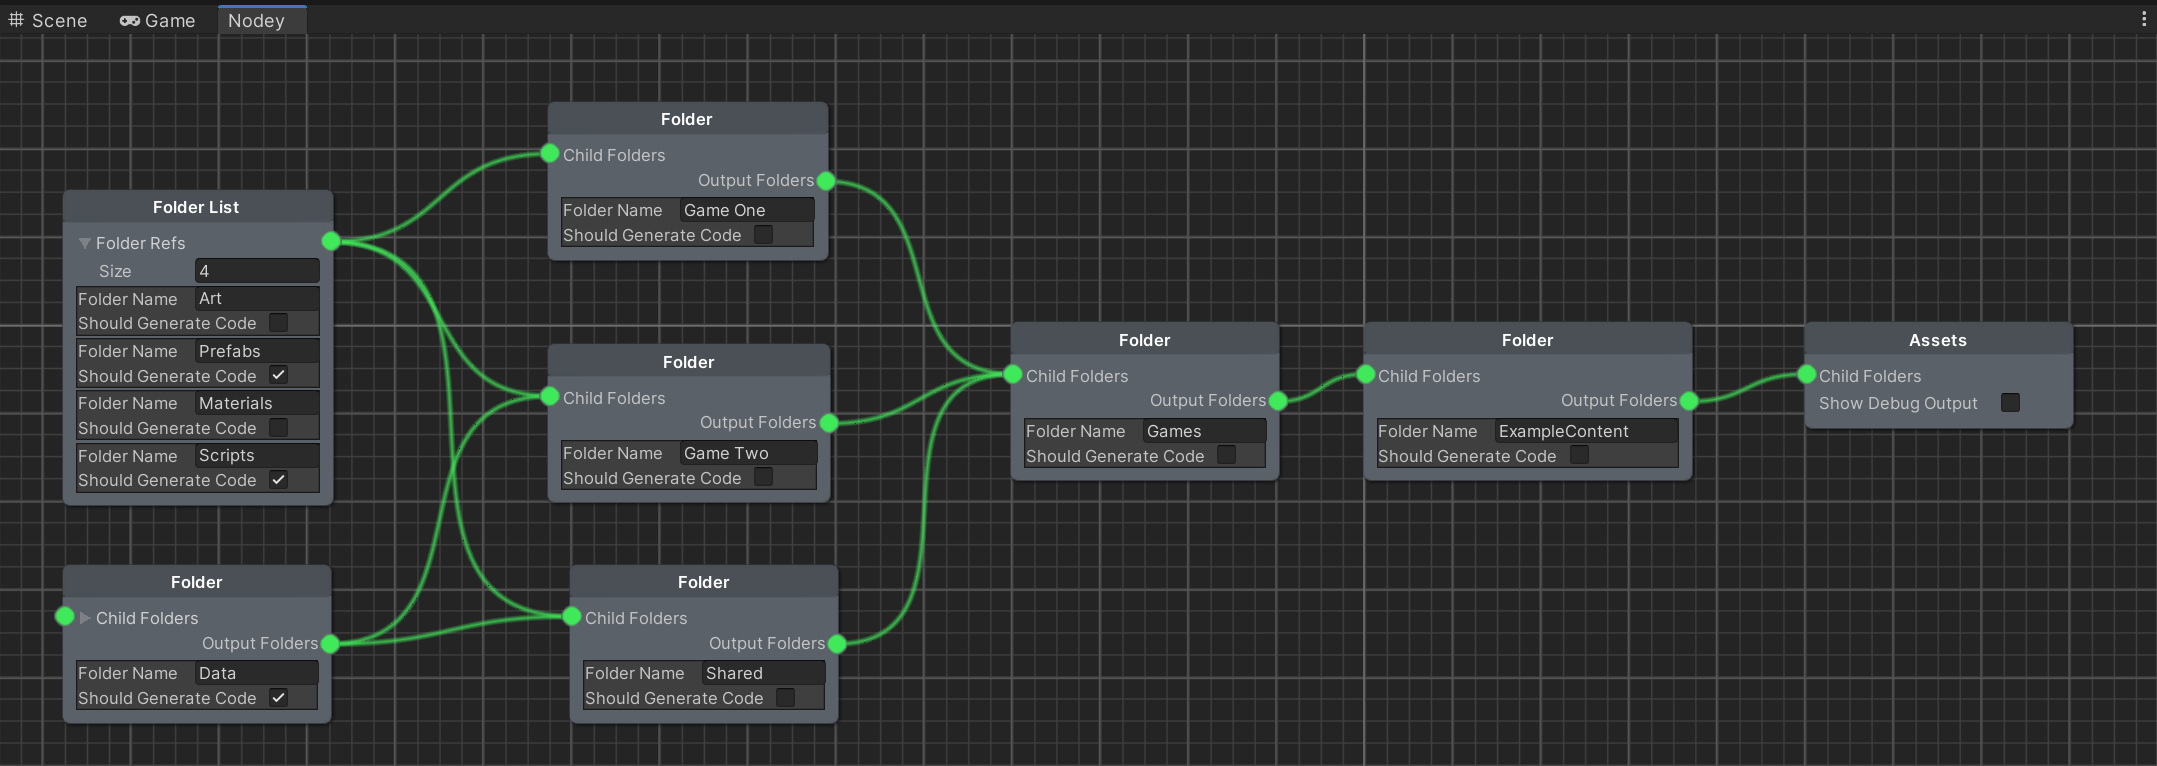 Scene Game Nodey
Folder List
Folder Refs
Size 4
Folder Name Art
Should Generate Code
Folder Name Prefabs
Should Generate Code
Folder Name Materials
Should Generate Code
Folder Name Scripts
Should Generate Code
Folder
Child Folders
Output Folders
Folder Name Data
Should Generate Code
Folder
Child Folders
Output Folders
Folder Name Game One
Should Generate Code
Folder
Child Folders
Output Folders
Folder Name Game Two
Should Generate Code
Folder
Child Folders
Output Folders
Folder Name Shared
Should Generate Code
Folder
Child Folders
Output Folders
Folder Name Games
Should Generate Code
Folder
Child Folders
Output Folders
Folder Name ExampleContent
Should Generate Code
Assets
Child Folders
Show Debug Output